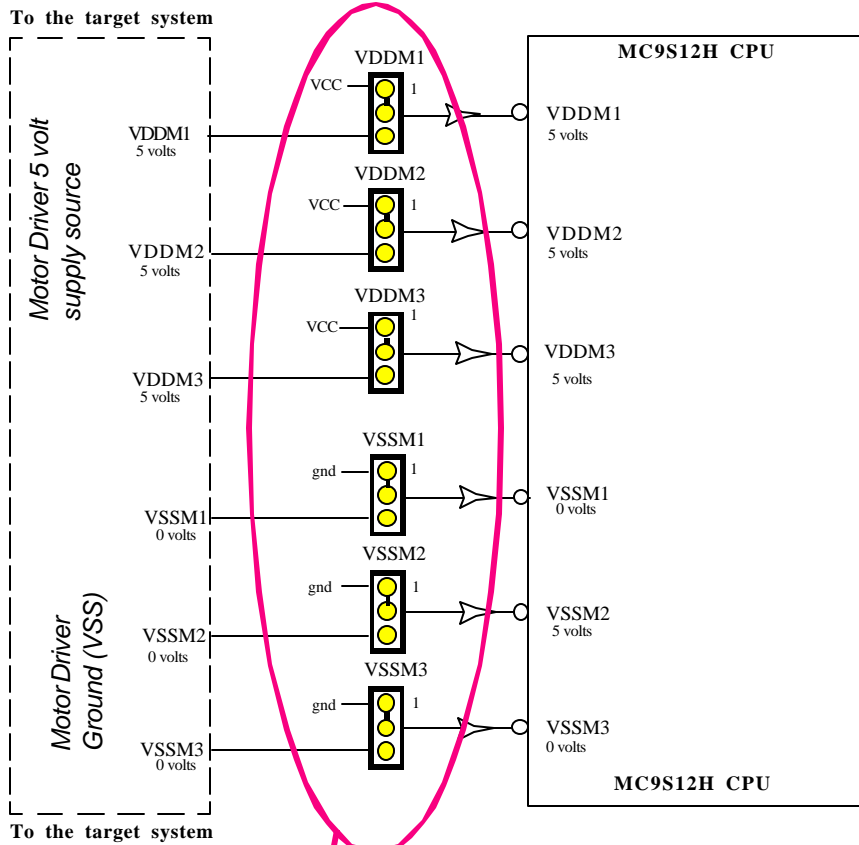 To the target system
MC9S12H CPU
VDDM1
VCC
1
VDDM1
5 volts
VDDM1
5 volts
Motor Driver 5 volt
supply source
VDDM2
VCC
1
VDDM2
5 volts
VDDM2
5 volts
VDDM3
VCC
1
VDDM3
5 volts
VDDM3
5 volts
VSSM1
gnd
1
VSSM1
0 volts
VSSM1
0 volts
Motor Driver
Ground (VSS)
VSSM2
gnd
1
VSSM2
0 volts
VSSM2
5 volts
VSSM3
gnd
1
VSSM3
0 volts
VSSM3
0 volts
MC9S12H CPU
To the target system